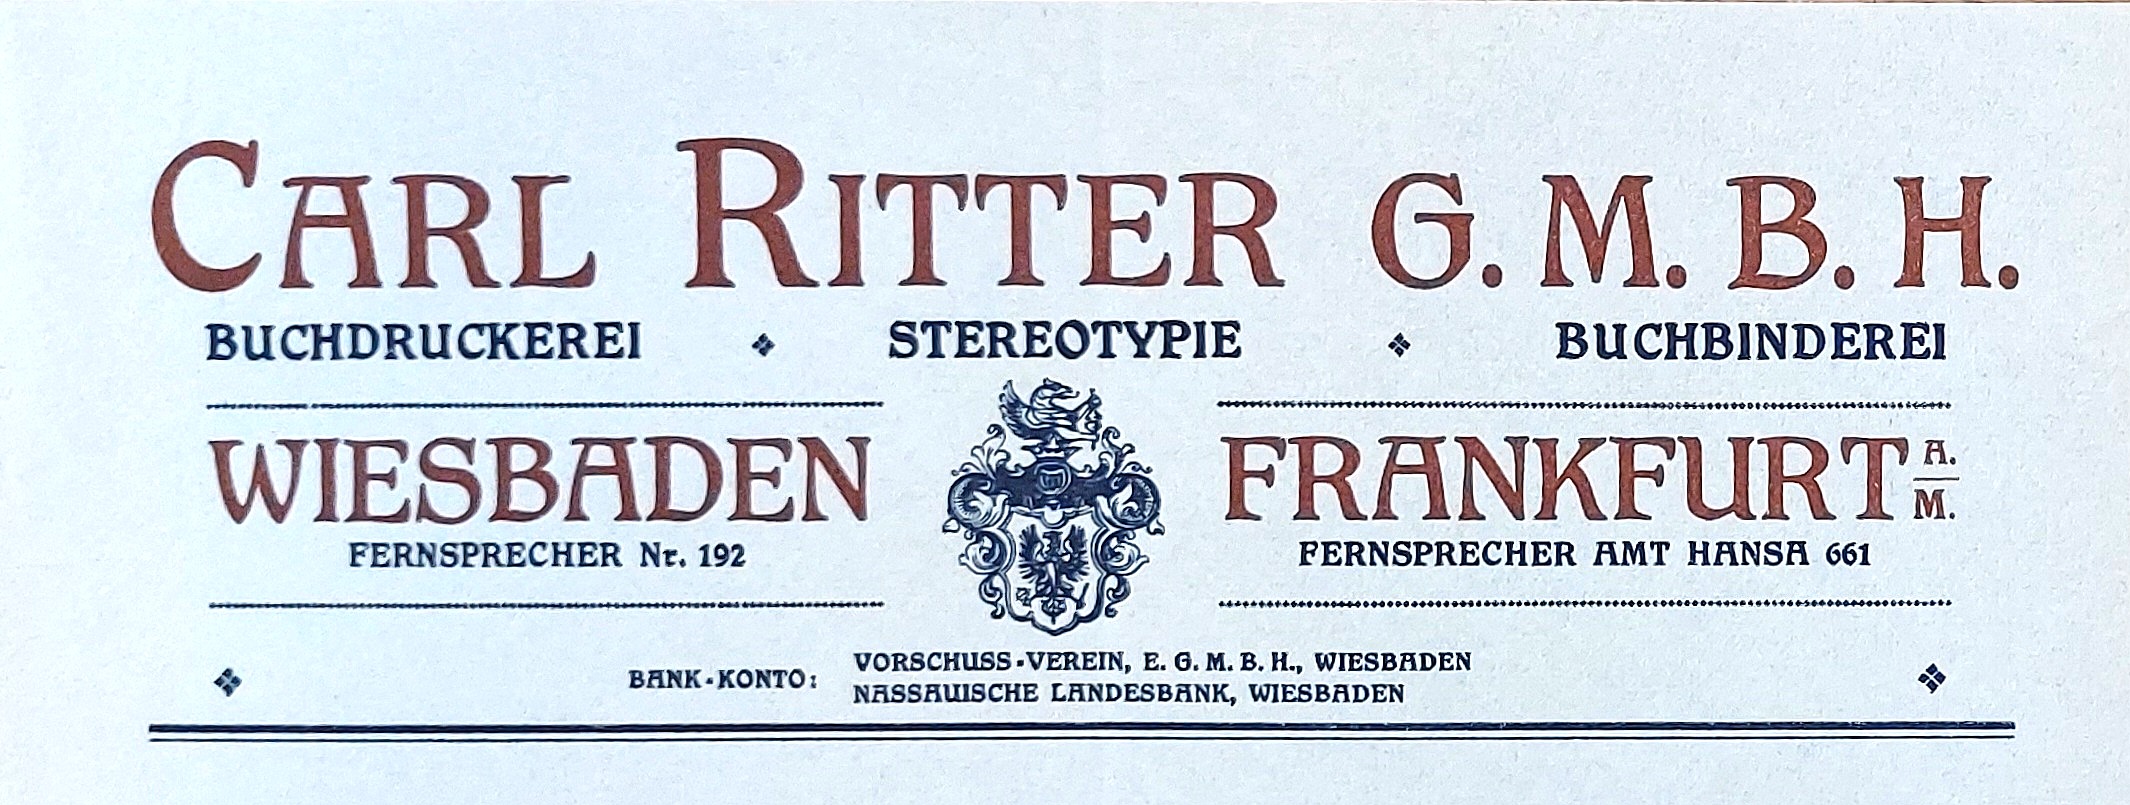 CARL RITTER G. M. B. H.
BUCHDRUCKEREI STEREOTYPIE BUCHBINDEREI
WIESBADEN FRANKFURT A. M.
FERNSPRECHER Nr. 192 FERNSPRECHER AMT HANSA 661
BANK-KONTO: VORSCHUSS-VEREIN, E. G. M. B. H., WIESBADEN
NASSAUISCHE LANDESBANK, WIESBADEN